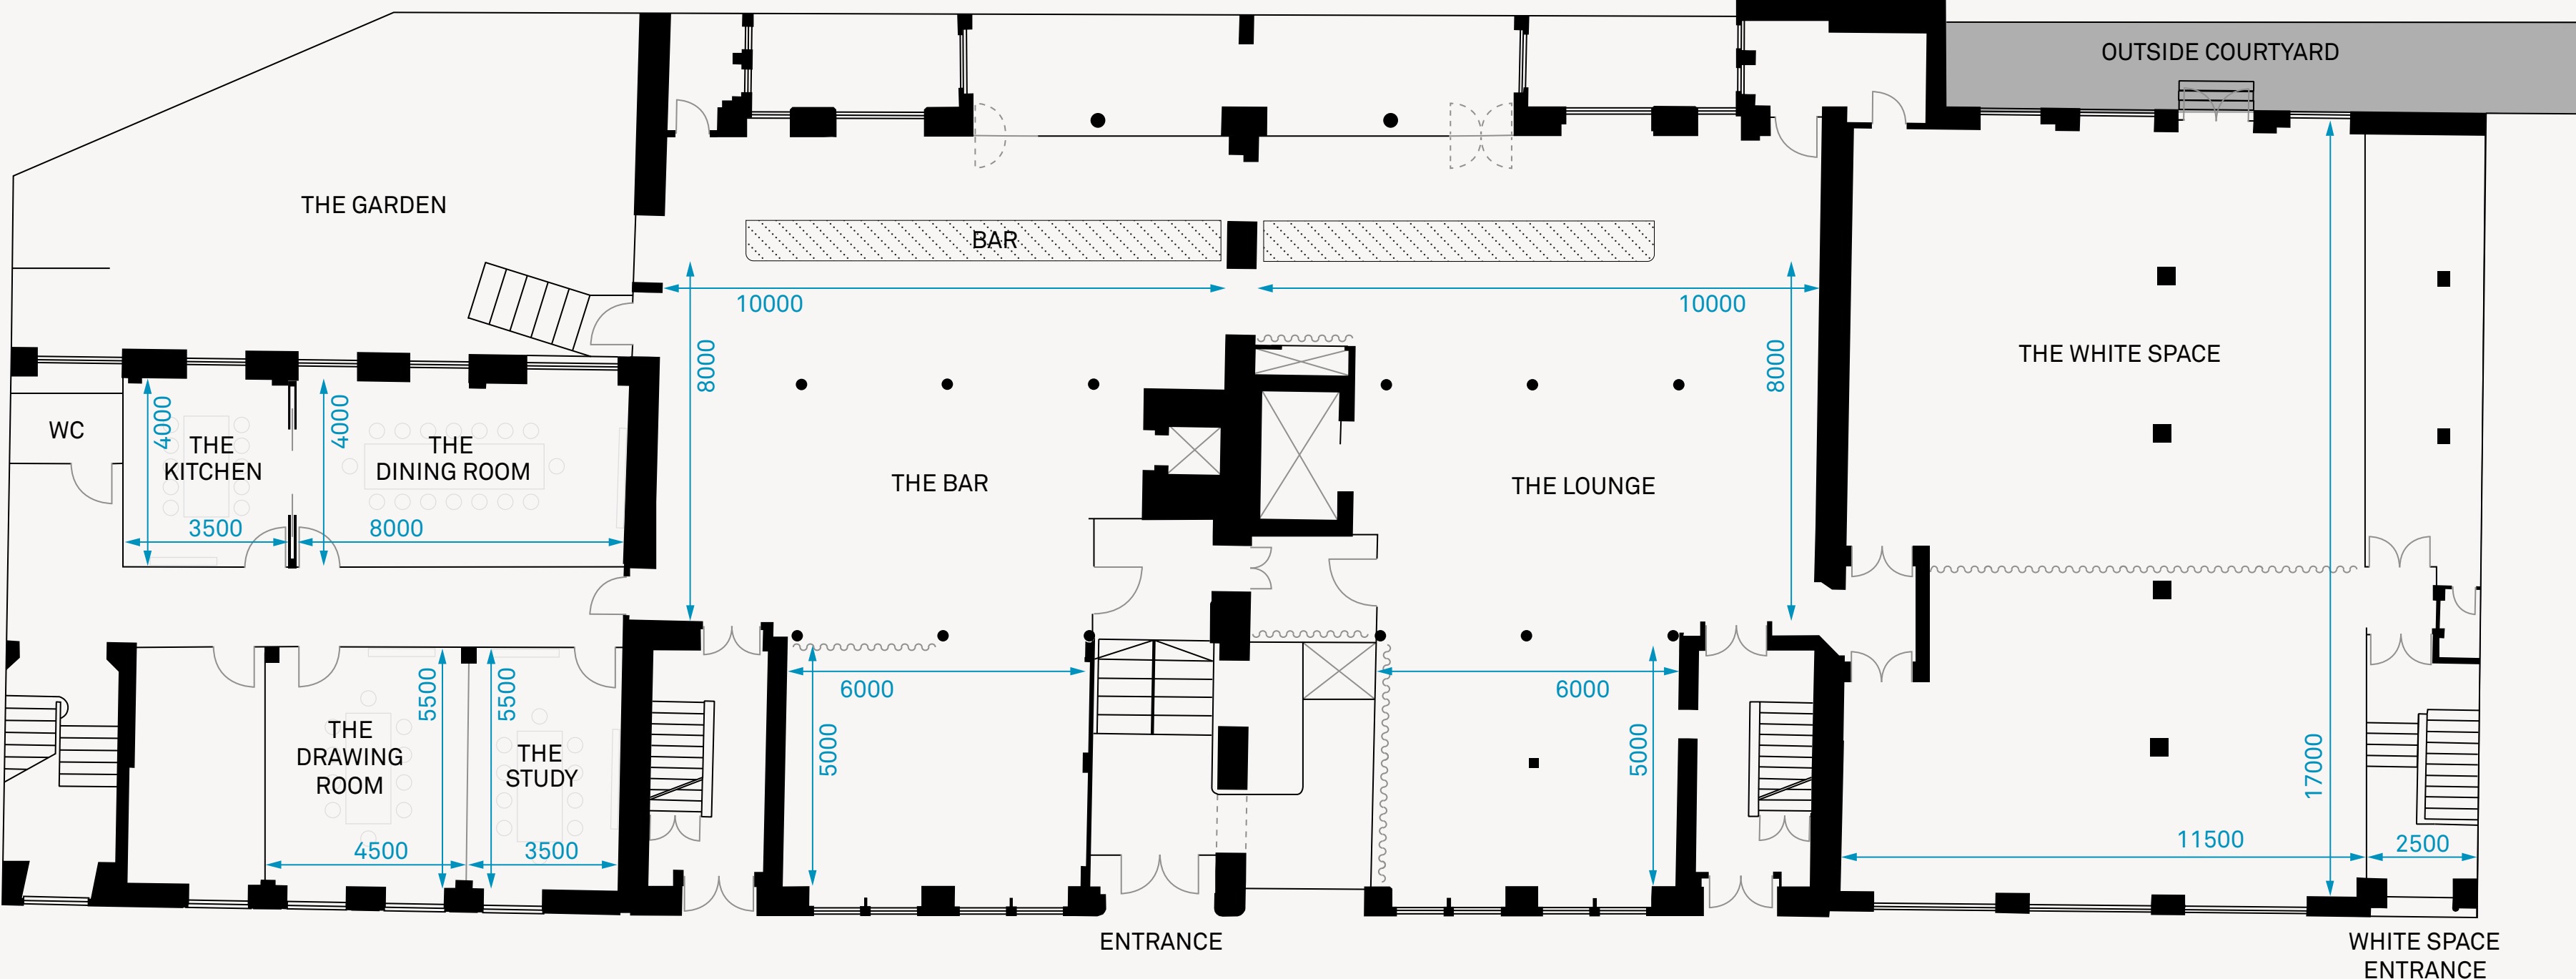 OUTSIDE COURTYARD
THE GARDEN
BAR
10000
10000
8000
8000
THE WHITE SPACE
4000
4000
WC
THE
KITCHEN
THE
DINING ROOM
THE BAR
THE LOUNGE
3500
8000
5500
5500
6000
6000
THE
DRAWING
ROOM
THE
STUDY
5000
5000
17000
4500
3500
11500
2500
ENTRANCE
WHITE SPACE
ENTRANCE